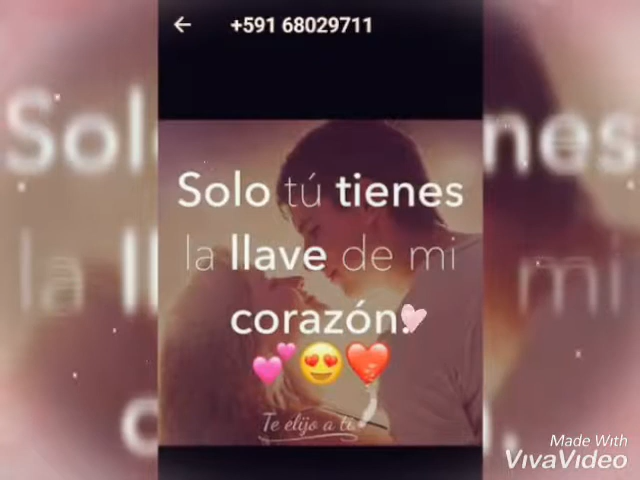 +591 68029711
Solo tú tienes
la llave de mi
corazón.
Te elijo a ti.
Made With
VivaVideo